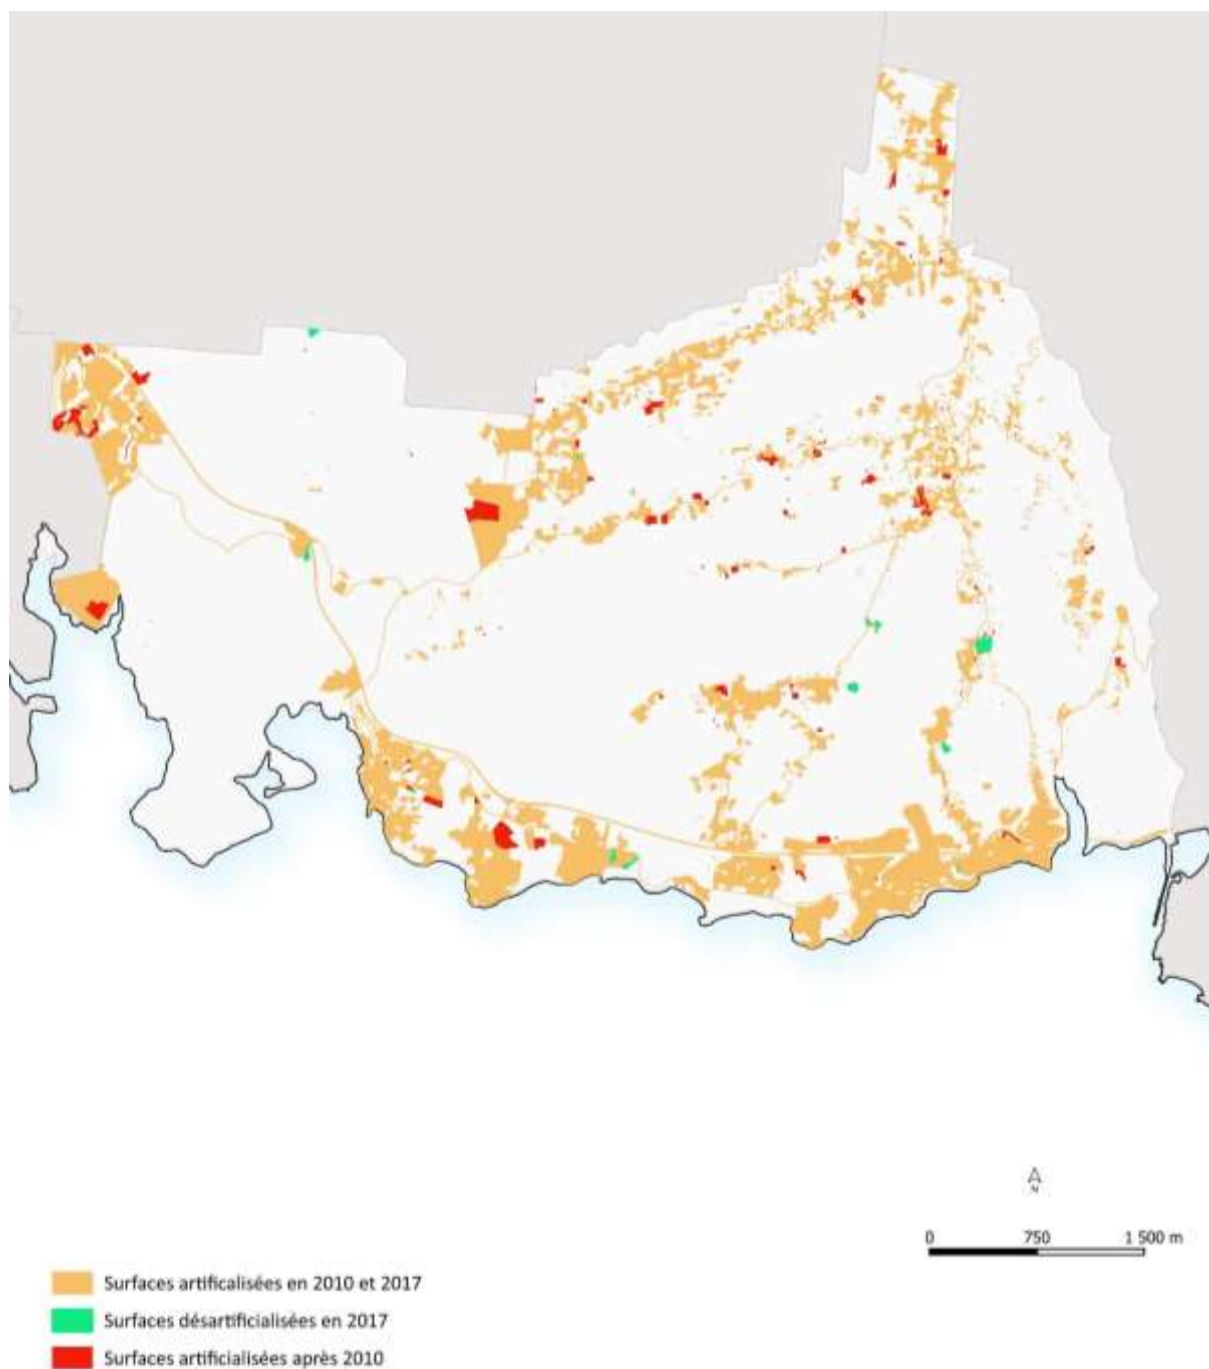 N
0 750 1 500 m
Surfaces artificalisées en 2010 et 2017
Surfaces désartificialisées en 2017
Surfaces artificialisées après 2010